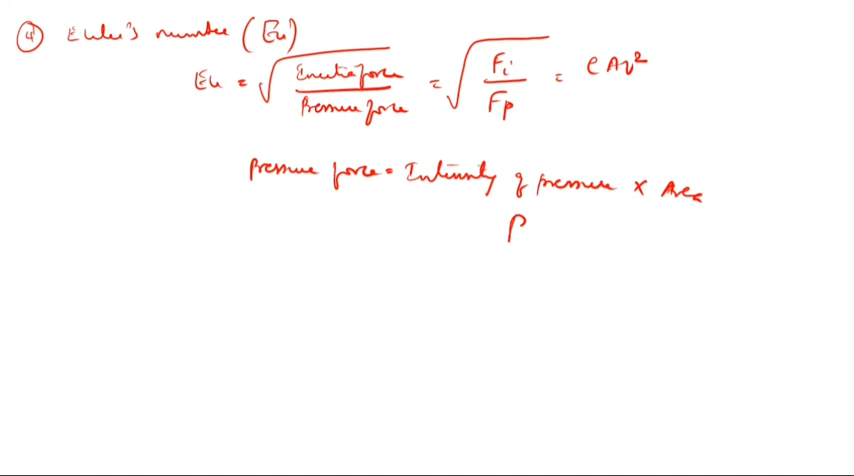 ④ Euler's number (Eu)
Eu = √(Inertia force / Pressure force) = √(Fi / Fp) = ρAv²
Pressure force = Intensity of pressure × Area
P